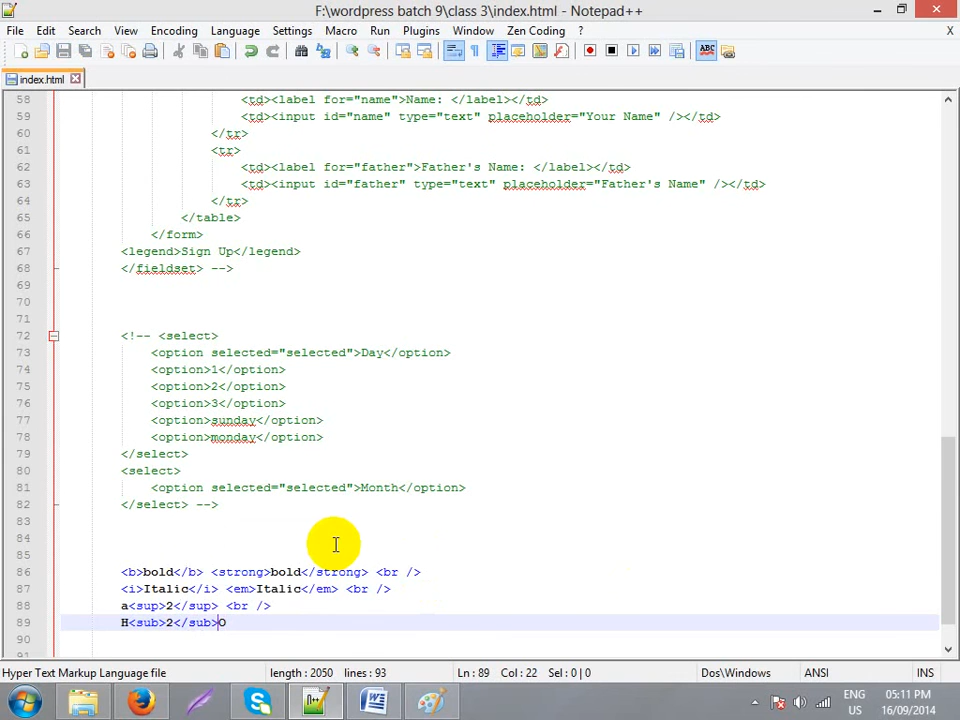 F:\wordpress batch 9\class 3\index.html - Notepad++
File Edit Search View Encoding Language Settings Macro Run Plugins Window Zen Coding ? X
index.html
58 <td><label for="name">Name: </label></td>
59 <td><input id="name" type="text" placeholder="Your Name" /></td>
60 </tr>
61 <tr>
62 <td><label for="father">Father's Name: </label></td>
63 <td><input id="father" type="text" placeholder="Father's Name" /></td>
64 </tr>
65 </table>
66 </form>
67 <legend>Sign Up</legend>
68 </fieldset> -->
69
70
71
72 <!-- <select>
73 <option selected="selected">Day</option>
74 <option>1</option>
75 <option>2</option>
76 <option>3</option>
77 <option>sunday</option>
78 <option>monday</option>
79 </select>
80 <select>
81 <option selected="selected">Month</option>
82 </select> -->
83
84
85
86 <b>bold</b> <strong>bold</strong> <br />
87 <i>Italic</i> <em>Italic</em> <br />
88 a<sup>2</sup> <br />
89 H<sub>2</sub>O
90
91
Hyper Text Markup Language file length : 2050 lines : 93 Ln : 89 Col : 22 Sel : 0 | 0 Dos\Windows ANSI INS
ENG 05:11 PM
US 16/09/2014